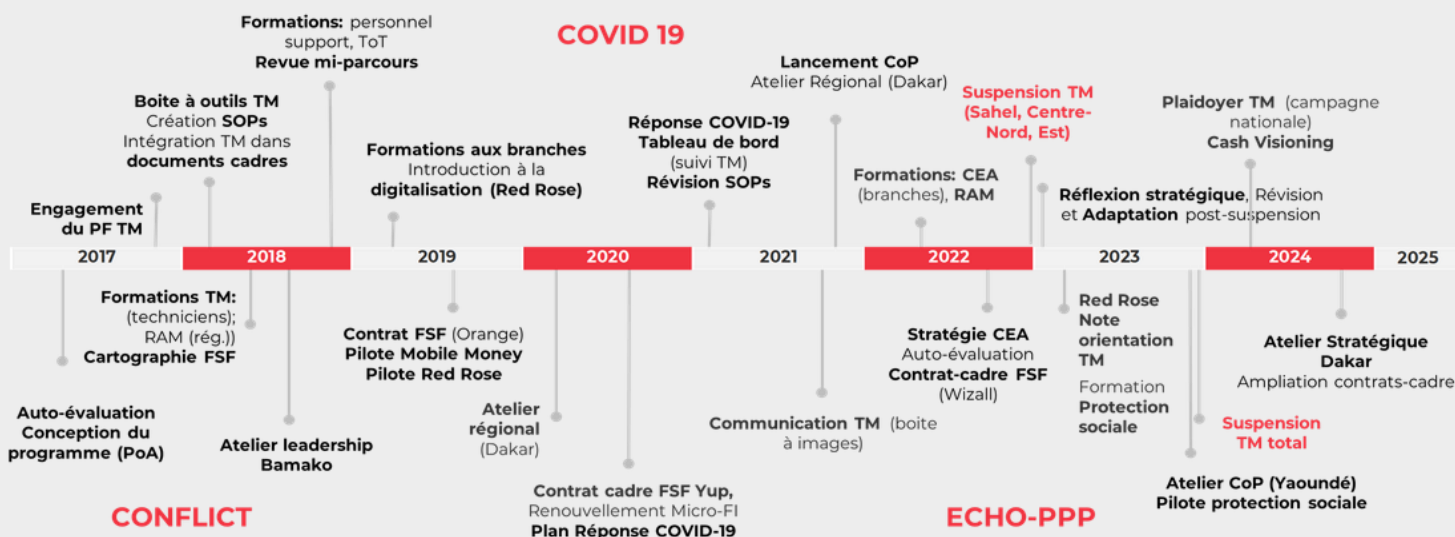 Formations: personnel
support, ToT
Revue mi-parcours
COVID 19
Lancement CoP
Atelier Régional (Dakar)
Boite à outils TM
Création SOPs
Intégration TM dans
documents cadres
Suspension TM
(Sahel, Centre-
Nord, Est)
Plaidoyer TM (campagne
nationale)
Cash Visioning
Réponse COVID-19
Tableau de bord
(suivi TM)
Révision SOPs
Formations aux branches
Introduction à la
digitalisation (Red Rose)
Formations: CEA
(branches), RAM
Engagement
du PF TM
Réflexion stratégique, Révision
et Adaptation post-suspension
2017
2018
2019
2020
2021
2022
2023
2024
2025
Formations TM:
(techniciens);
RAM (rég.))
Cartographie FSF
Contrat FSF (Orange)
Pilote Mobile Money
Pilote Red Rose
Stratégie CEA
Auto-évaluation
Contrat-cadre FSF
(Wizall)
Red Rose
Note
orientation
TM
Formation
Protection
sociale
Atelier Stratégique
Dakar
Ampliation contrats-cadre
Auto-évaluation
Conception du
programme (PoA)
Atelier leadership
Bamako
Atelier
régional
(Dakar)
Communication TM (boite
à images)
Suspension
TM total
Contrat cadre FSF Yup,
Renouvellement Micro-FI
Plan Réponse COVID-19
Atelier CoP (Yaoundé)
Pilote protection sociale
CONFLICT
ECHO-PPP